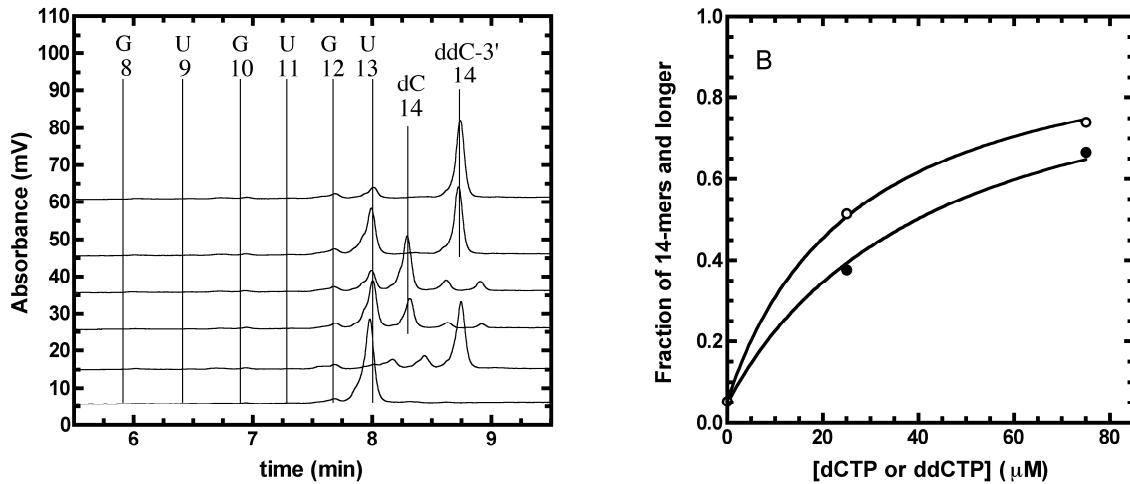 G U G U G U ddC-3'
8 9 10 11 12 13 14
dC
14
110
100
90
80
70
60
50
40
30
20
10
0
Absorbance (mV)
6 7 8 9
time (min)
B
1.0
0.8
0.6
0.4
0.2
0.0
Fraction of 14-mers and longer
0 20 40 60 80
[dCTP or ddCTP] (μM)